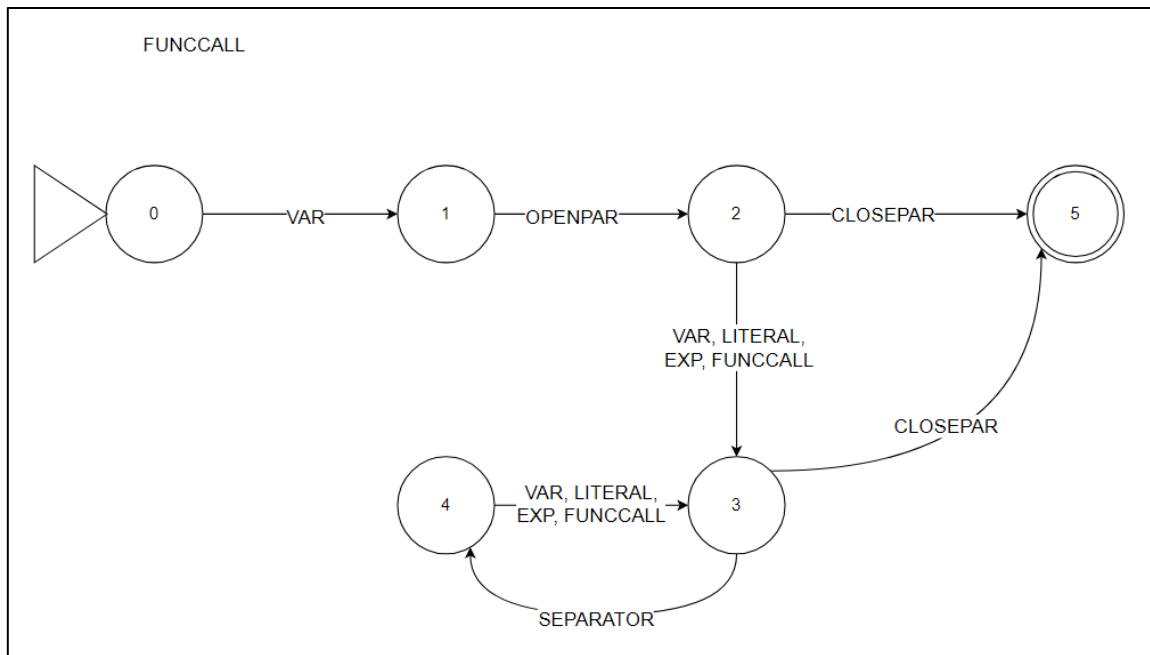 FUNCCALL
0
VAR
1
OPENPAR
2
CLOSEPAR
5
VAR, LITERAL,
EXP, FUNCCALL
CLOSEPAR
4
VAR, LITERAL,
EXP, FUNCCALL
3
SEPARATOR